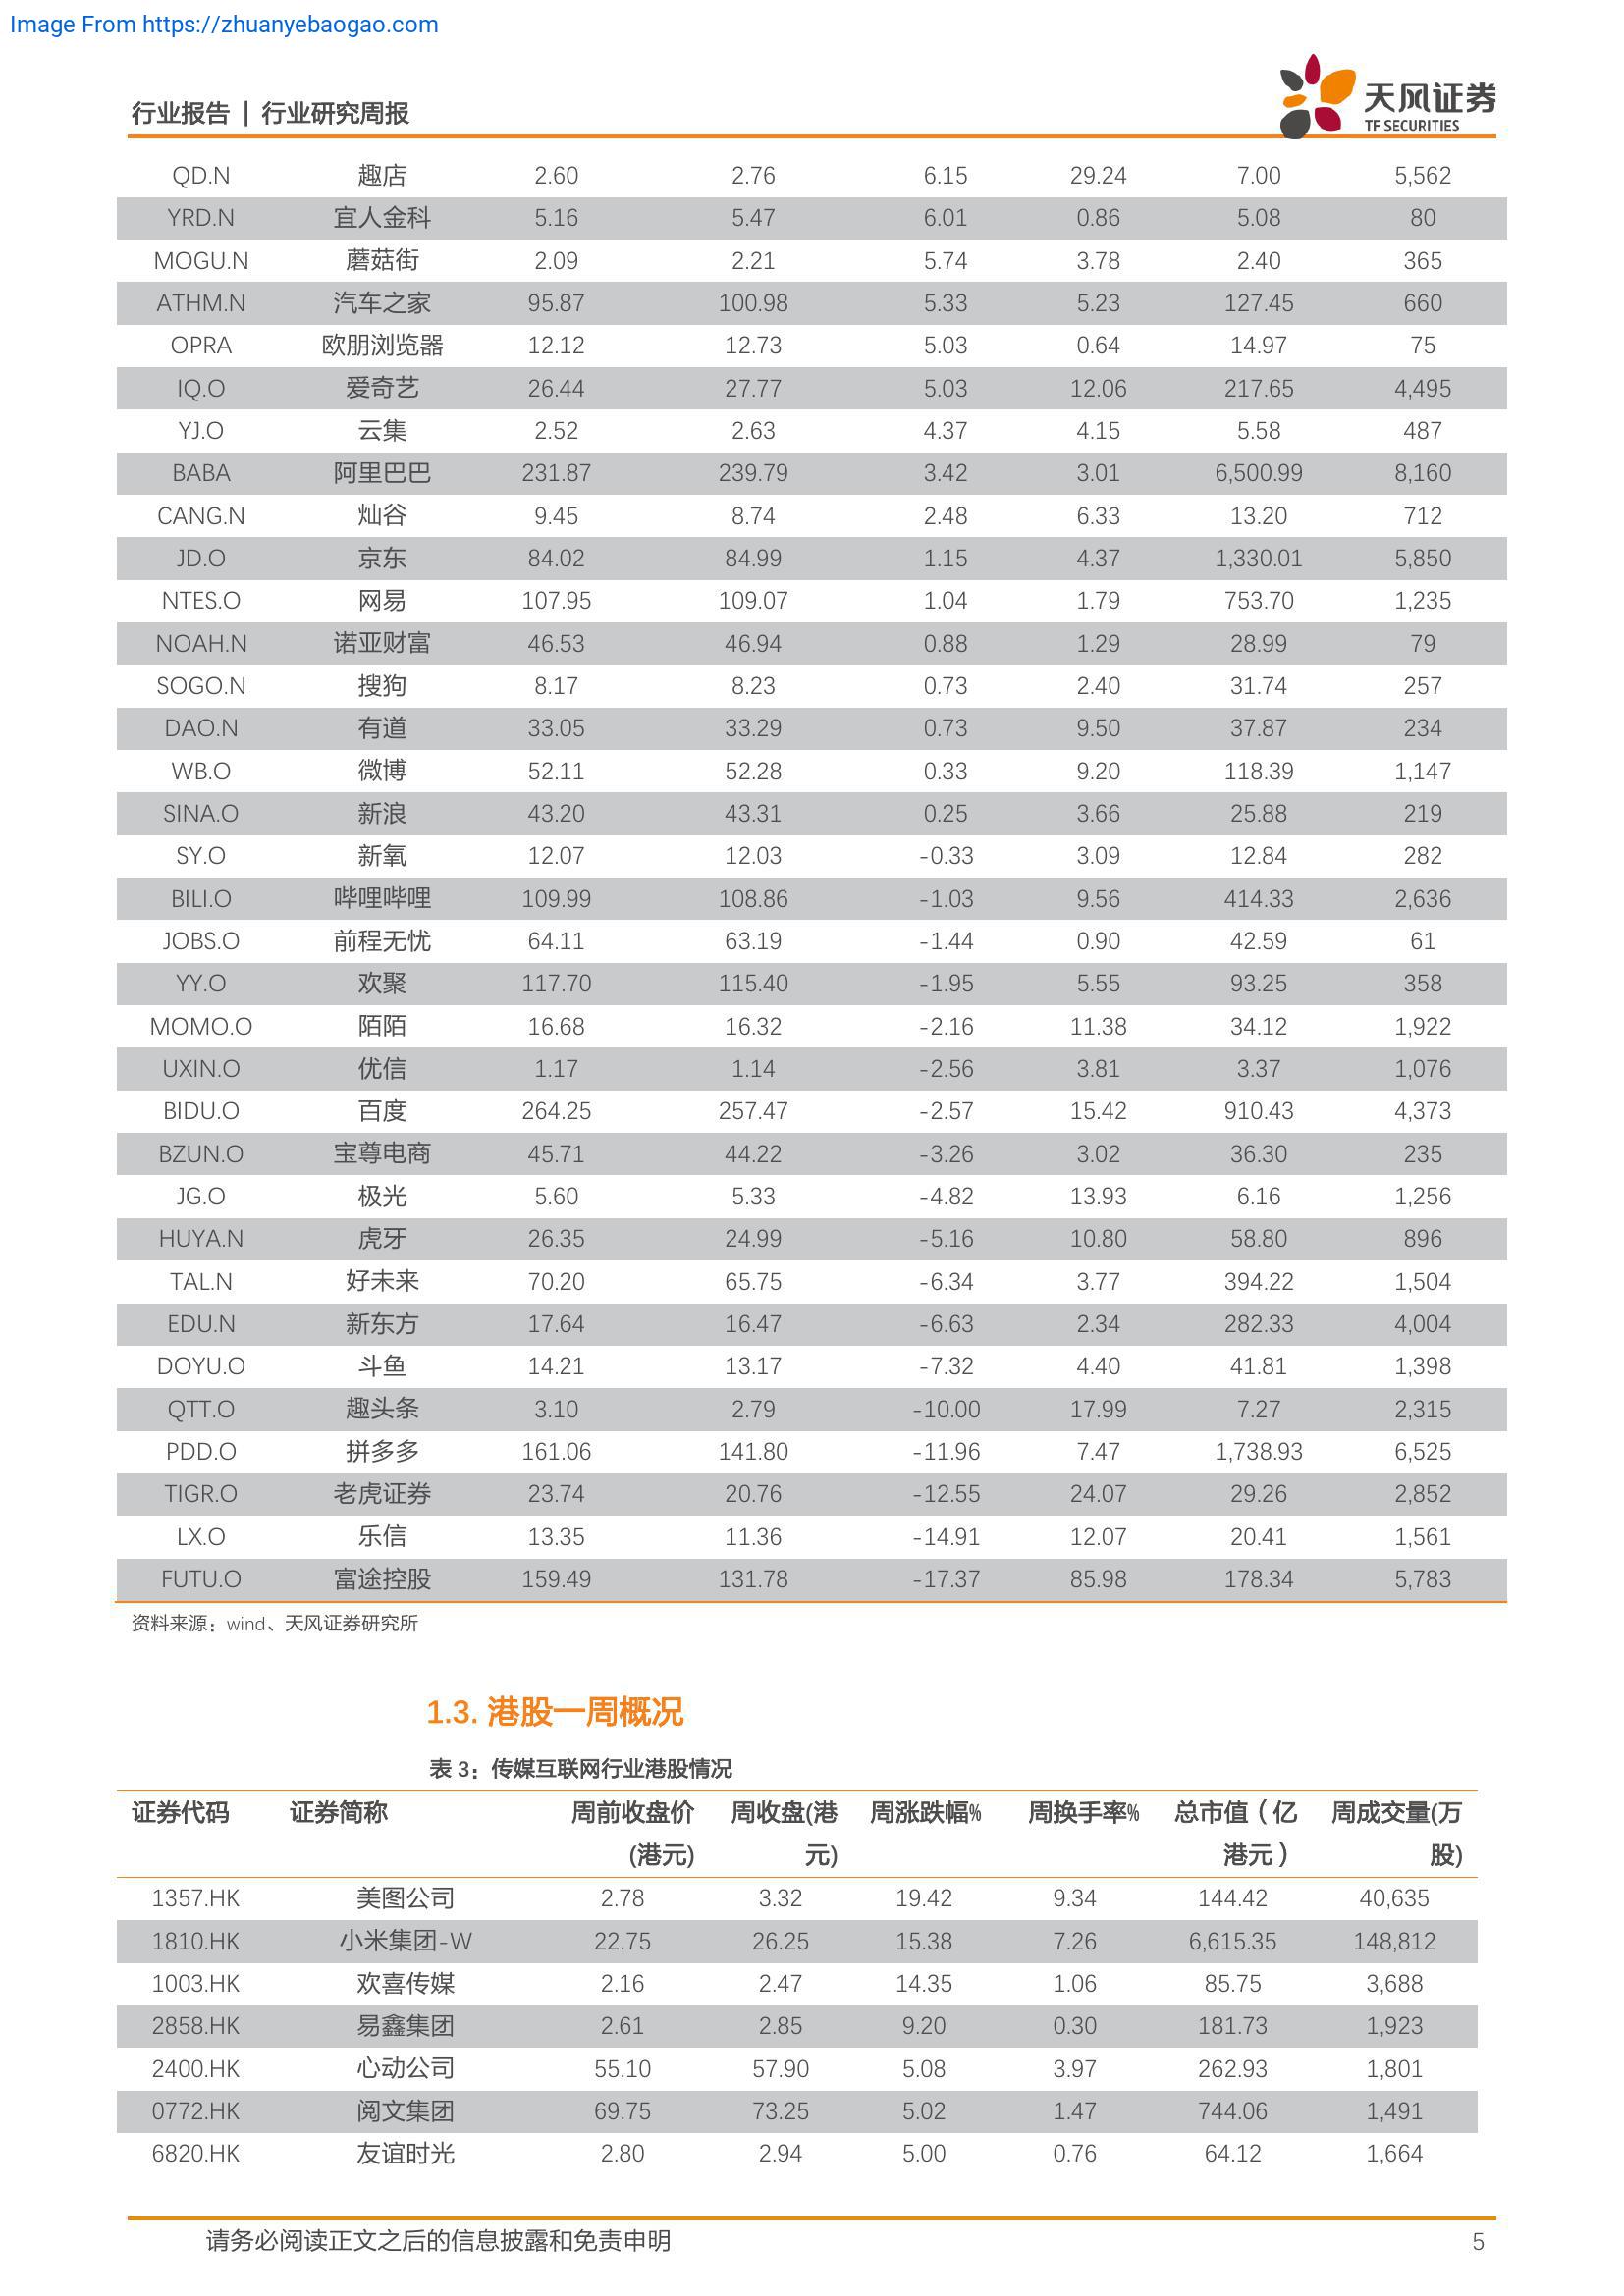 Image From https://zhuanyebaogao.com
行业报告 | 行业研究周报
天风证券
TF SECURITIES
QD.N 趣店 2.60 2.76 6.15 29.24 7.00 5,562
YRD.N 宜人金科 5.16 5.47 6.01 0.86 5.08 80
MOGU.N 蘑菇街 2.09 2.21 5.74 3.78 2.40 365
ATHM.N 汽车之家 95.87 100.98 5.33 5.23 127.45 660
OPRA 欧朋浏览器 12.12 12.73 5.03 0.64 14.97 75
IQ.O 爱奇艺 26.44 27.77 5.03 12.06 217.65 4,495
YJ.O 云集 2.52 2.63 4.37 4.15 5.58 487
BABA 阿里巴巴 231.87 239.79 3.42 3.01 6,500.99 8,160
CANG.N 灿谷 9.45 8.74 2.48 6.33 13.20 712
JD.O 京东 84.02 84.99 1.15 4.37 1,330.01 5,850
NTES.O 网易 107.95 109.07 1.04 1.79 753.70 1,235
NOAH.N 诺亚财富 46.53 46.94 0.88 1.29 28.99 79
SOGO.N 搜狗 8.17 8.23 0.73 2.40 31.74 257
DAO.N 有道 33.05 33.29 0.73 9.50 37.87 234
WB.O 微博 52.11 52.28 0.33 9.20 118.39 1,147
SINA.O 新浪 43.20 43.31 0.25 3.66 25.88 219
SY.O 新氧 12.07 12.03 -0.33 3.09 12.84 282
BILI.O 哔哩哔哩 109.99 108.86 -1.03 9.56 414.33 2,636
JOBS.O 前程无忧 64.11 63.19 -1.44 0.90 42.59 61
YY.O 欢聚 117.70 115.40 -1.95 5.55 93.25 358
MOMO.O 陌陌 16.68 16.32 -2.16 11.38 34.12 1,922
UXIN.O 优信 1.17 1.14 -2.56 3.81 3.37 1,076
BIDU.O 百度 264.25 257.47 -2.57 15.42 910.43 4,373
BZUN.O 宝尊电商 45.71 44.22 -3.26 3.02 36.30 235
JG.O 极光 5.60 5.33 -4.82 13.93 6.16 1,256
HUYA.N 虎牙 26.35 24.99 -5.16 10.80 58.80 896
TAL.N 好未来 70.20 65.75 -6.34 3.77 394.22 1,504
EDU.N 新东方 17.64 16.47 -6.63 2.34 282.33 4,004
DOYU.O 斗鱼 14.21 13.17 -7.32 4.40 41.81 1,398
QTT.O 趣头条 3.10 2.79 -10.00 17.99 7.27 2,315
PDD.O 拼多多 161.06 141.80 -11.96 7.47 1,738.93 6,525
TIGR.O 老虎证券 23.74 20.76 -12.55 24.07 29.26 2,852
LX.O 乐信 13.35 11.36 -14.91 12.07 20.41 1,561
FUTU.O 富途控股 159.49 131.78 -17.37 85.98 178.34 5,783
资料来源：wind、天风证券研究所
1.3. 港股一周概况
表 3：传媒互联网行业港股情况
证券代码 证券简称 周前收盘价 周收盘(港 周涨跌幅% 周换手率% 总市值（亿 周成交量(万
(港元) 元) 港元） 股)
1357.HK 美图公司 2.78 3.32 19.42 9.34 144.42 40,635
1810.HK 小米集团-W 22.75 26.25 15.38 7.26 6,615.35 148,812
1003.HK 欢喜传媒 2.16 2.47 14.35 1.06 85.75 3,688
2858.HK 易鑫集团 2.61 2.85 9.20 0.30 181.73 1,923
2400.HK 心动公司 55.10 57.90 5.08 3.97 262.93 1,801
0772.HK 阅文集团 69.75 73.25 5.02 1.47 744.06 1,491
6820.HK 友谊时光 2.80 2.94 5.00 0.76 64.12 1,664
请务必阅读正文之后的信息披露和免责申明 5